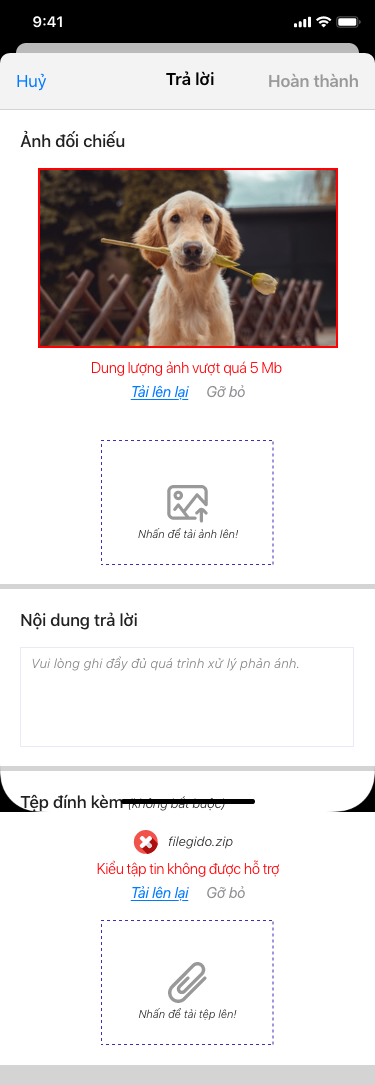 9:41
Huỷ
Trả lời
Hoàn thành
Ảnh đối chiếu
Dung lượng ảnh vượt quá 5 Mb
Tải lên lại
Gỡ bỏ
Nhấn để tải ảnh lên!
Nội dung trả lời
Vui lòng ghi đầy đủ quá trình xử lý phản ánh.
Tệp đính kèm (không bắt buộc)
filegido.zip
Kiểu tập tin không được hỗ trợ
Tải lên lại
Gỡ bỏ
Nhấn để tải tệp lên!